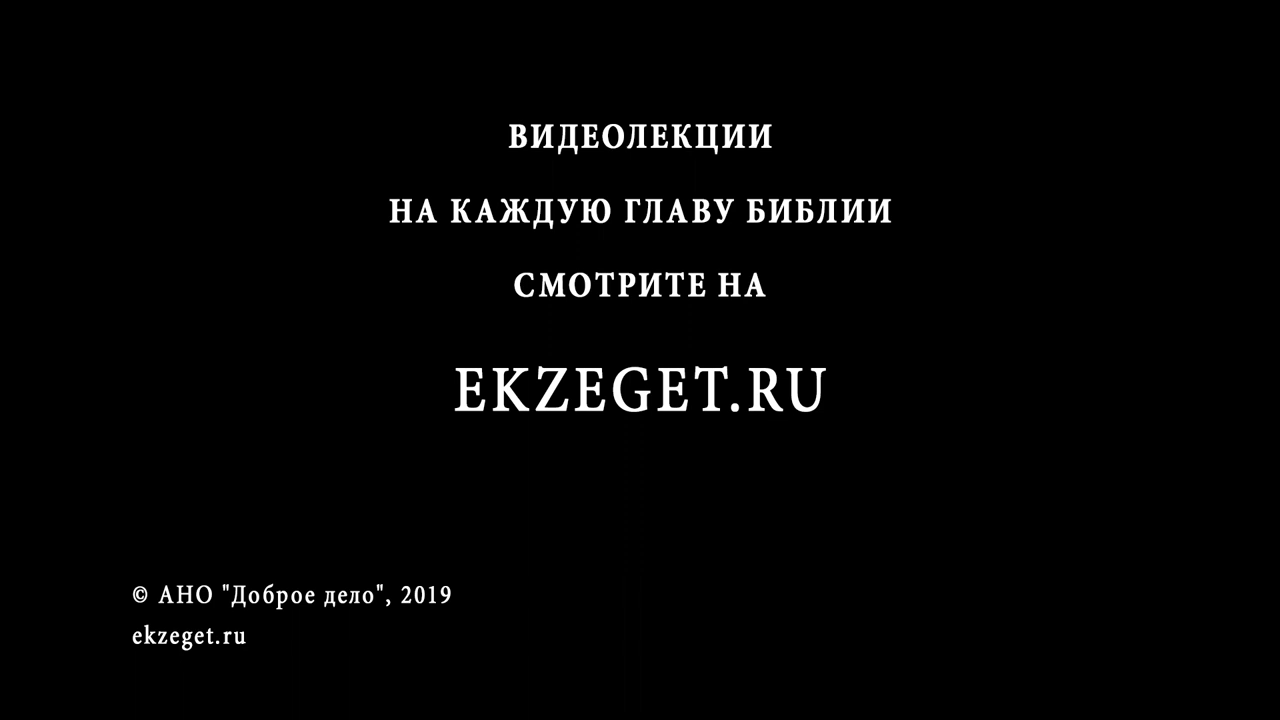 ВИДЕОЛЕКЦИИ
НА КАЖДУЮ ГЛАВУ БИБЛИИ
СМОТРИТЕ НА
EKZEGET.RU
© АНО "Доброе дело", 2019
ekzeget.ru